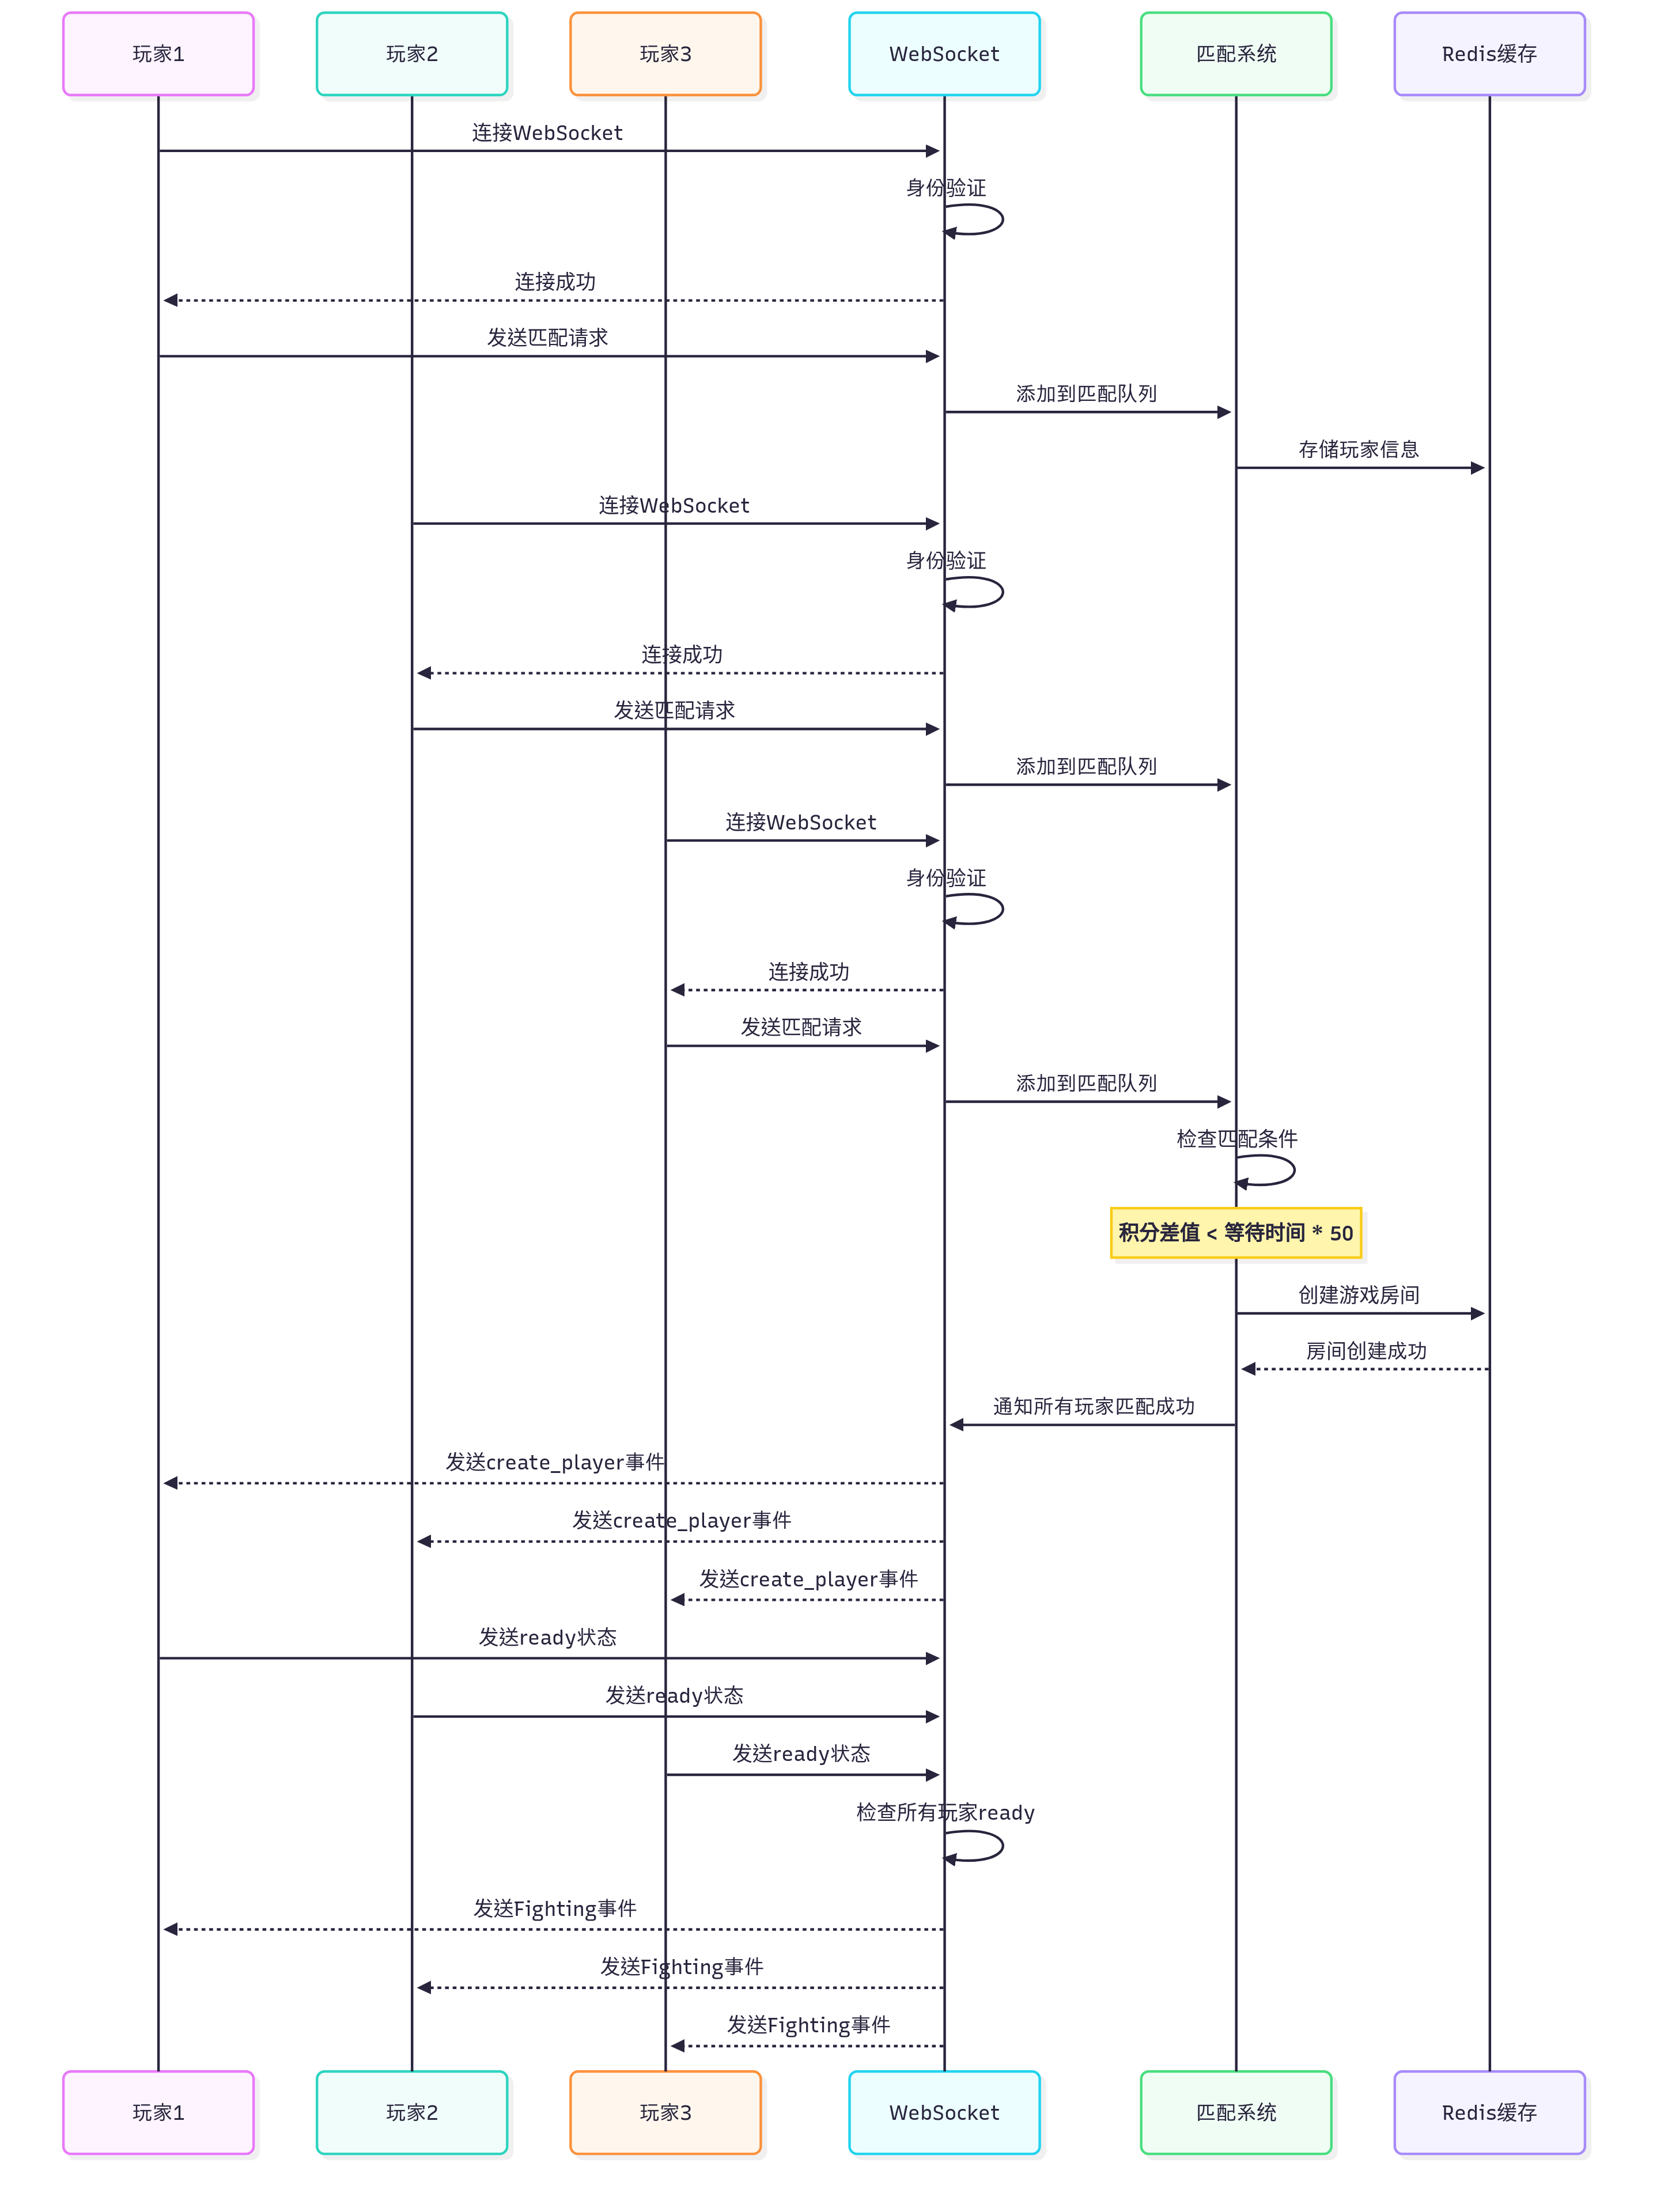 玩家1
玩家2
玩家3
WebSocket
匹配系统
Redis缓存
连接WebSocket
身份验证
连接成功
发送匹配请求
添加到匹配队列
存储玩家信息
连接WebSocket
身份验证
连接成功
发送匹配请求
添加到匹配队列
连接WebSocket
身份验证
连接成功
发送匹配请求
添加到匹配队列
检查匹配条件
积分差值 < 等待时间 * 50
创建游戏房间
房间创建成功
通知所有玩家匹配成功
发送create_player事件
发送create_player事件
发送create_player事件
发送ready状态
发送ready状态
发送ready状态
检查所有玩家ready
发送Fighting事件
发送Fighting事件
发送Fighting事件
玩家1
玩家2
玩家3
WebSocket
匹配系统
Redis缓存